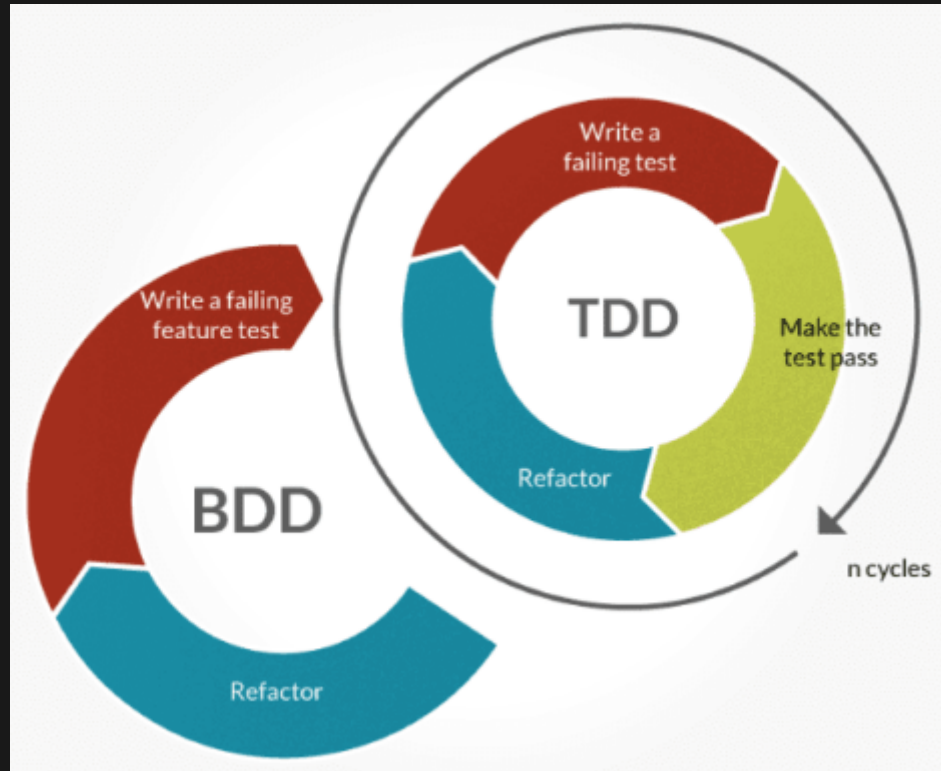 Write a
failing test
TDD
Make the
test pass
Refactor
n cycles
Write a failing
feature test
BDD
Refactor